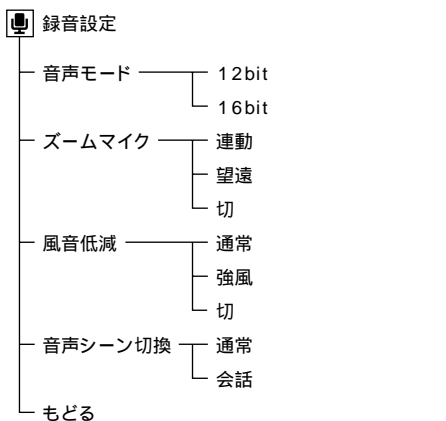 録音設定
音声モード 12bit
16bit
ズームマイク 連動
望遠
切
風音低減 通常
強風
切
音声シーン切換 通常
会話
もどる